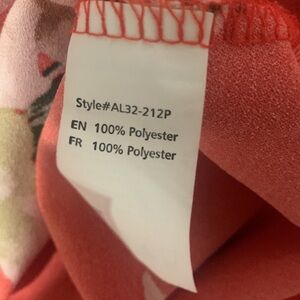 Style#AL32-212P
EN 100% Polyester
FR 100% Polyester